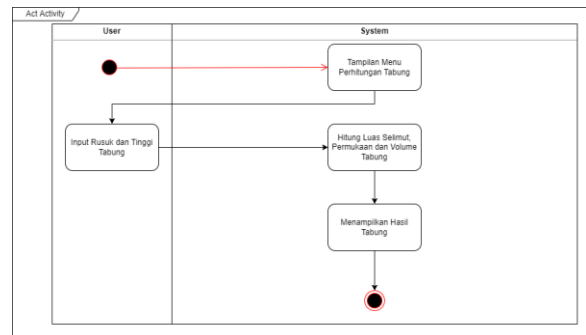 Act Activity
User
System
Tampilan Menu
Perhitungan Tabung
Input Rusuk dan Tinggi
Tabung
Hitung Luas Selimut,
Permukaan dan Volume
Tabung
Menampilkan Hasil
Tabung